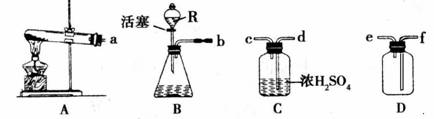 活塞 R
a b c d e f
浓H₂SO₄
A B C D